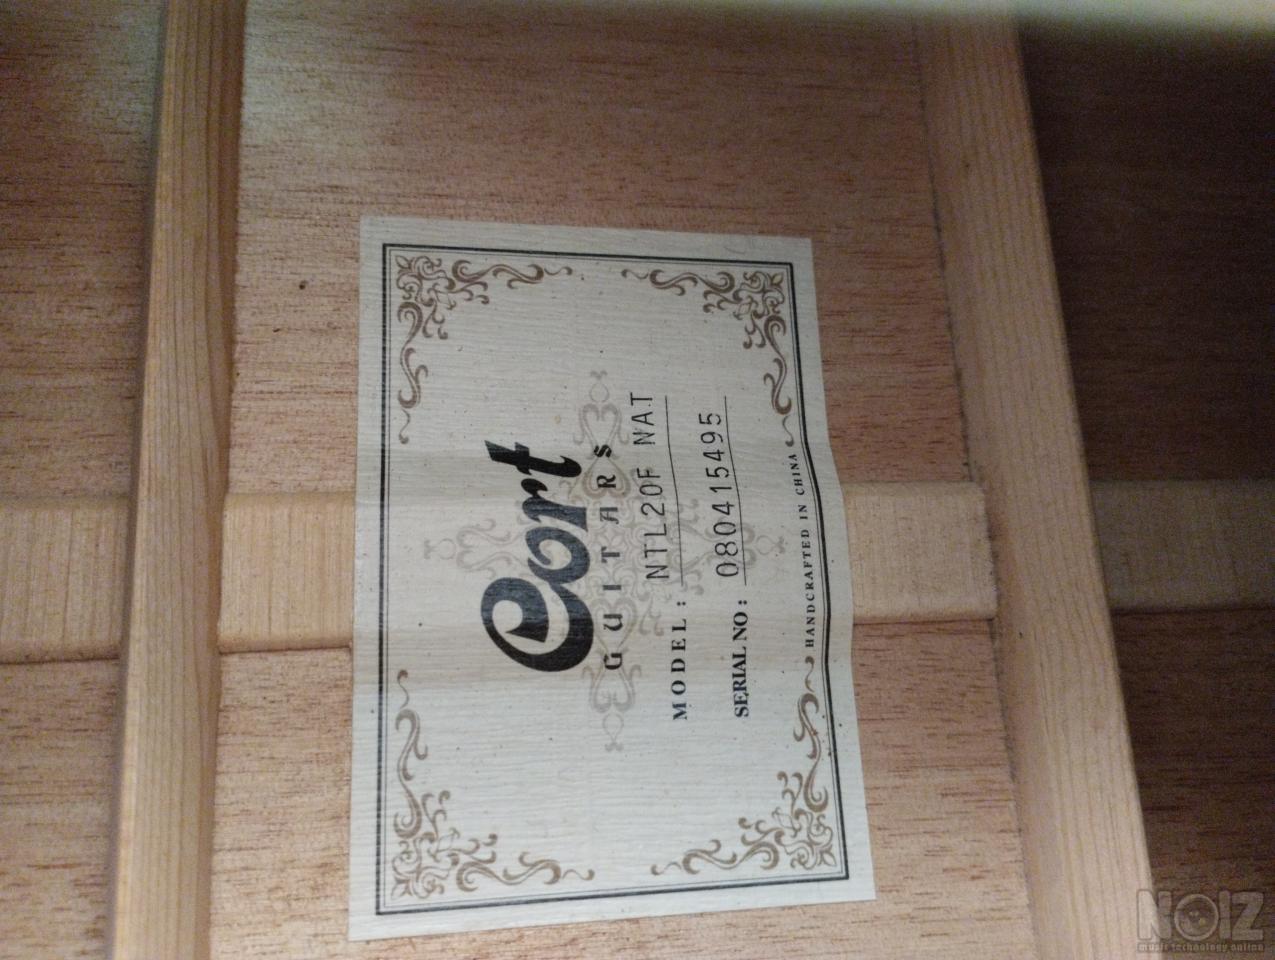 Cort
GUITARS
MODEL: NTL20F NAT
SERIAL NO: 080415495
HANDCRAFTED IN CHINA
NOIZ
music technology online